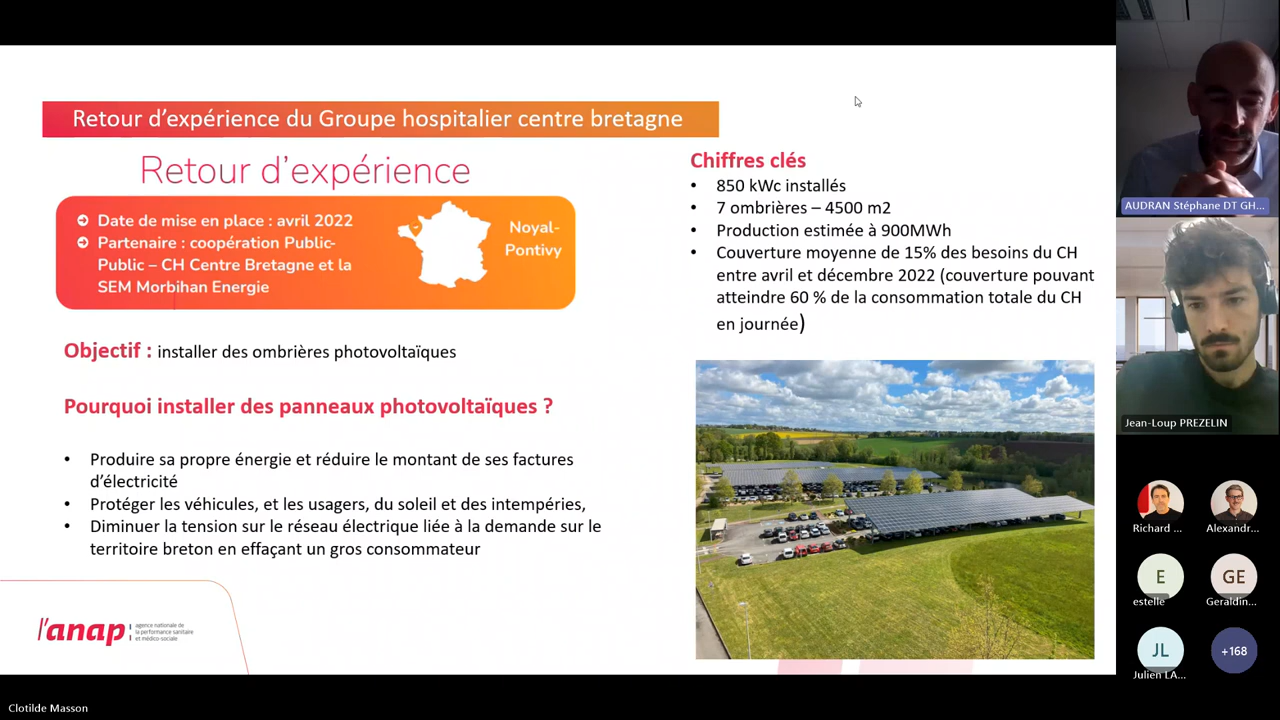 Retour d'expérience du Groupe hospitalier centre bretagne
Retour d'expérience
Date de mise en place : avril 2022
Partenaire : coopération Public-
Public – CH Centre Bretagne et la
SEM Morbihan Energie
Noyal-
Pontivy
Objectif : installer des ombrières photovoltaïques
Pourquoi installer des panneaux photovoltaïques ?
• Produire sa propre énergie et réduire le montant de ses factures
d'électricité
• Protéger les véhicules, et les usagers, du soleil et des intempéries,
• Diminuer la tension sur le réseau électrique liée à la demande sur le
territoire breton en effaçant un gros consommateur
l'anap
agence nationale de
la performance sanitaire
et médico-sociale
Chiffres clés
• 850 kWc installés
• 7 ombrières – 4500 m2
• Production estimée à 900MWh
• Couverture moyenne de 15% des besoins du CH
entre avril et décembre 2022 (couverture pouvant
atteindre 60 % de la consommation totale du CH
en journée)
AUDRAN Stéphane DT GH...
Jean-Loup PREZELIN
Richard ...
Alexandr...
E
estelle
GE
Geraldin...
JL
Julien LA...
+168
Clotilde Masson